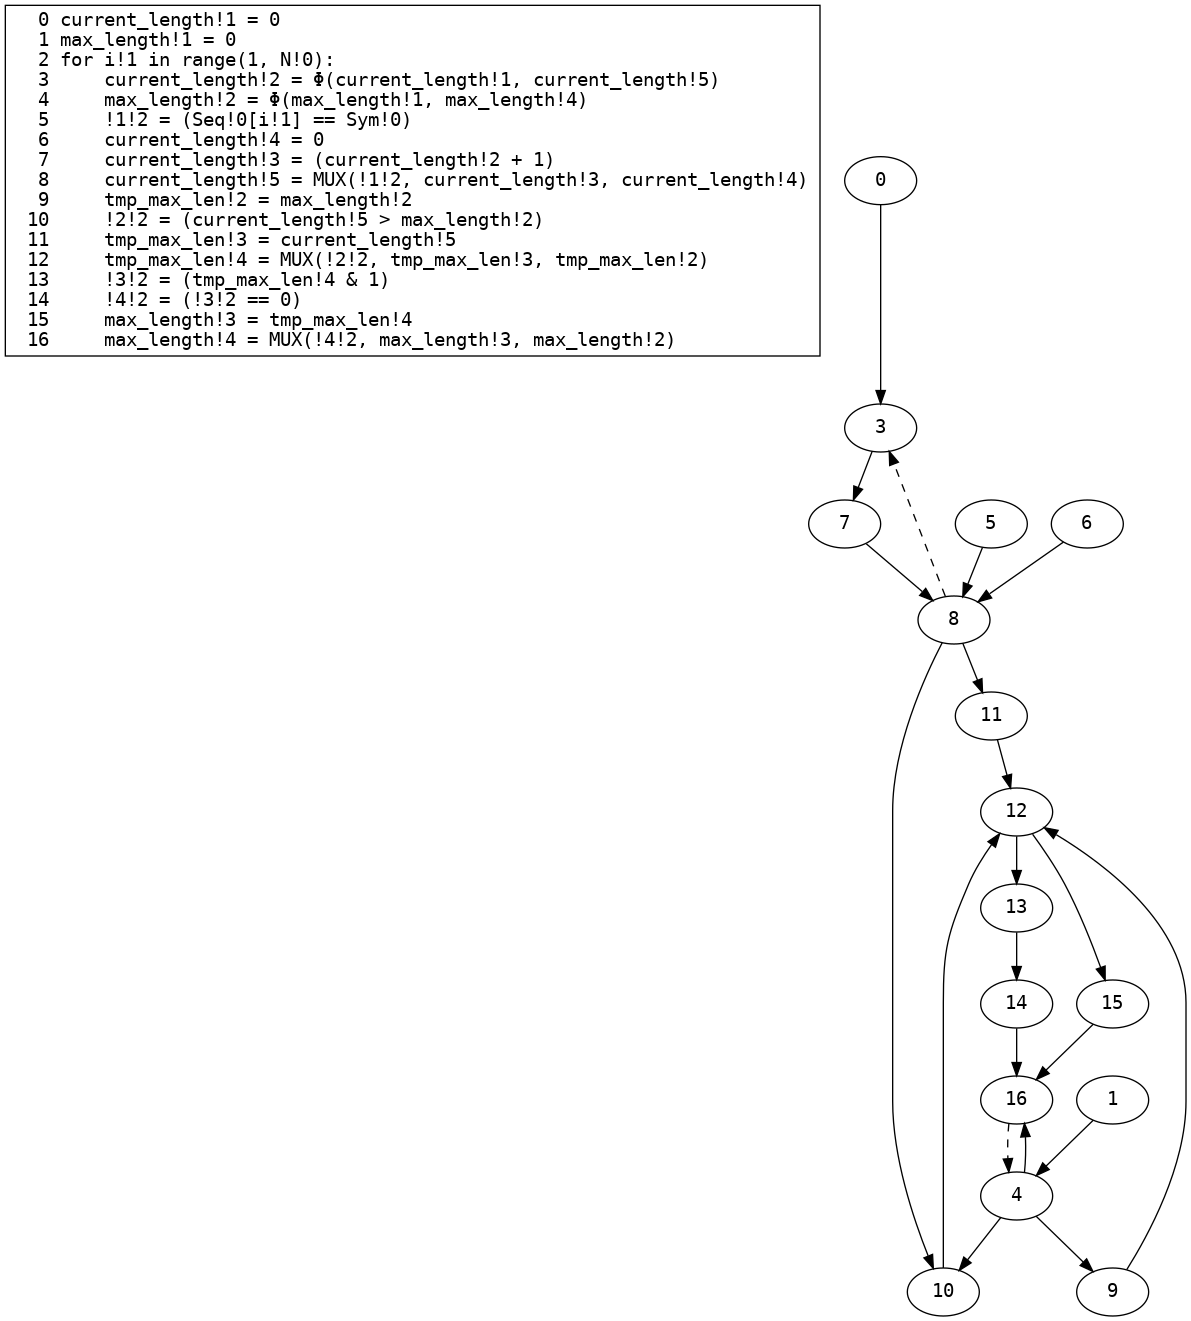 0 current_length!1 = 0
1 max_length!1 = 0
2 for i!1 in range(1, N!0):
3     current_length!2 = Φ(current_length!1, current_length!5)
4     max_length!2 = Φ(max_length!1, max_length!4)
5     !1!2 = (Seq!0[i!1] == Sym!0)
6     current_length!4 = 0
7     current_length!3 = (current_length!2 + 1)
8     current_length!5 = MUX(!1!2, current_length!3, current_length!4)
9     tmp_max_len!2 = max_length!2
10     !2!2 = (current_length!5 > max_length!2)
11     tmp_max_len!3 = current_length!5
12     tmp_max_len!4 = MUX(!2!2, tmp_max_len!3, tmp_max_len!2)
13     !3!2 = (tmp_max_len!4 & 1)
14     !4!2 = (!3!2 == 0)
15     max_length!3 = tmp_max_len!4
16     max_length!4 = MUX(!4!2, max_length!3, max_length!2)
0
3
7
5
6
8
11
12
13
14
15
16
1
4
10
9